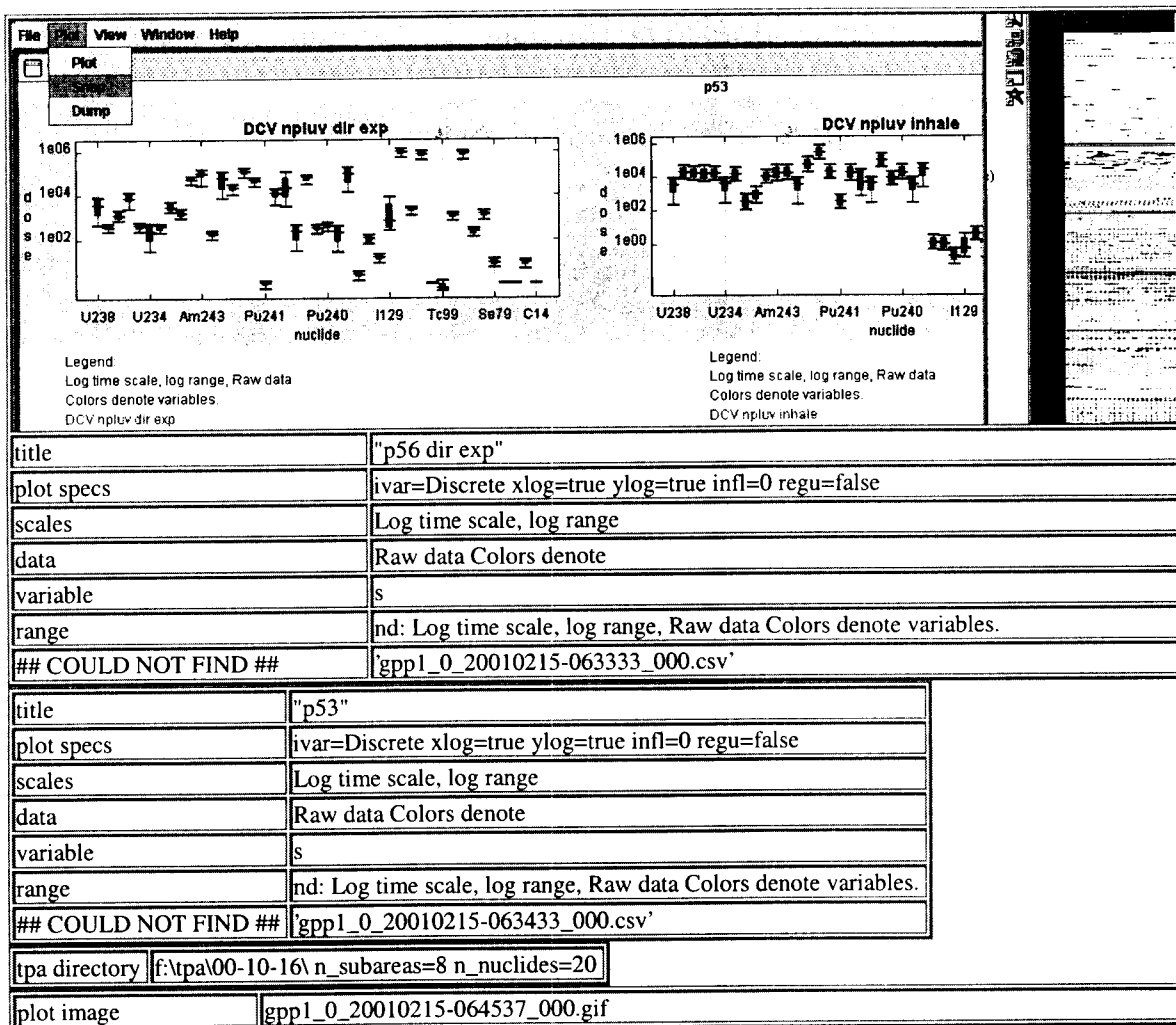 File Plot View Window Help
Plot
Snap
Dump
p53
DCV npluv dir exp
1e06
1e04
1e02
dose
U238 U234 Am243 Pu241 Pu240 I129 Tc99 Se79 C14
nuclide
Legend:
Log time scale, log range, Raw data
Colors denote variables.
DCV npluv dir exp
DCV npluv inhale
1e06
1e04
1e02
1e00
dose
U238 U234 Am243 Pu241 Pu240 I129
nuclide
Legend:
Log time scale, log range, Raw data
Colors denote variables.
DCV npluv inhale
title "p56 dir exp"
plot specs ivar=Discrete xlog=true ylog=true infl=0 regu=false
scales Log time scale, log range
data Raw data Colors denote
variable s
range nd: Log time scale, log range, Raw data Colors denote variables.
## COULD NOT FIND ## 'gpp1_0_20010215-063333_000.csv'
title "p53"
plot specs ivar=Discrete xlog=true ylog=true infl=0 regu=false
scales Log time scale, log range
data Raw data Colors denote
variable s
range nd: Log time scale, log range, Raw data Colors denote variables.
## COULD NOT FIND ## 'gpp1_0_20010215-063433_000.csv'
tpa directory f:\tpa\00-10-16\ n_subareas=8 n_nuclides=20
plot image gpp1_0_20010215-064537_000.gif